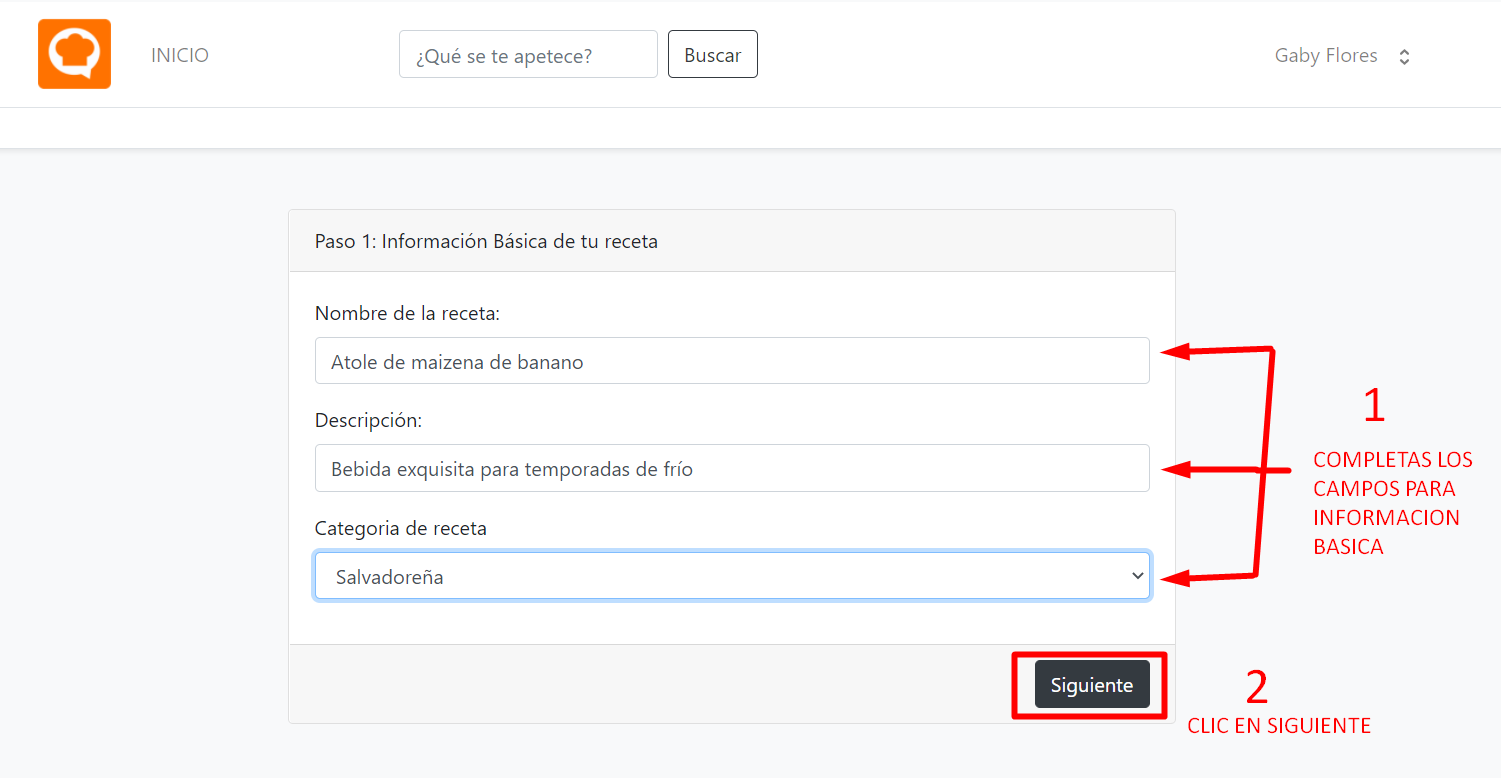 INICIO
¿Qué se te apetece?
Buscar
Gaby Flores
Paso 1: Información Básica de tu receta
Nombre de la receta:
Atole de maizena de banano
Descripción:
Bebida exquisita para temporadas de frío
Categoria de receta
Salvadoreña
Siguiente
1
COMPLETAS LOS
CAMPOS PARA
INFORMACION
BASICA
2
CLIC EN SIGUIENTE